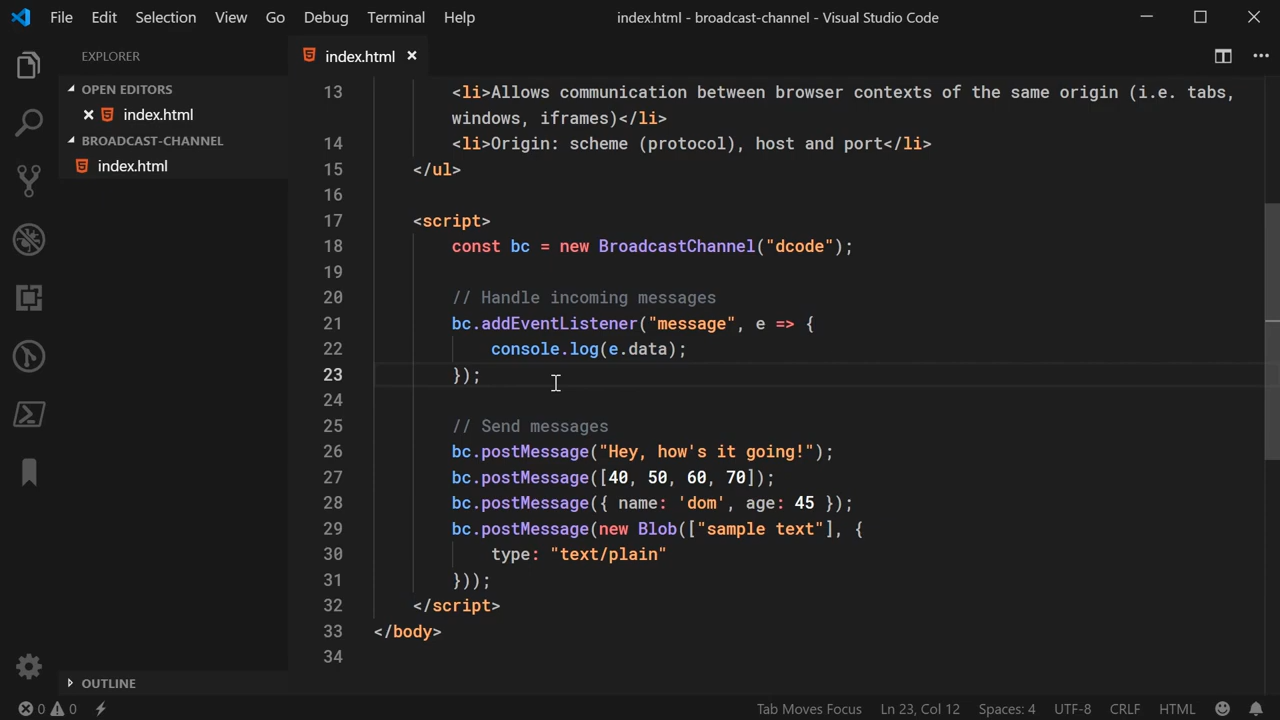 File Edit Selection View Go Debug Terminal Help index.html - broadcast-channel - Visual Studio Code
EXPLORER
OPEN EDITORS
index.html
BROADCAST-CHANNEL
index.html
OUTLINE
index.html
13 <li>Allows communication between browser contexts of the same origin (i.e. tabs,
windows, iframes)</li>
14 <li>Origin: scheme (protocol), host and port</li>
15 </ul>
16
17 <script>
18 const bc = new BroadcastChannel("dcode");
19
20 // Handle incoming messages
21 bc.addEventListener("message", e => {
22 console.log(e.data);
23 });
24
25 // Send messages
26 bc.postMessage("Hey, how's it going!");
27 bc.postMessage([40, 50, 60, 70]);
28 bc.postMessage({ name: 'dom', age: 45 });
29 bc.postMessage(new Blob(["sample text"], {
30 type: "text/plain"
31 }));
32 </script>
33 </body>
34
0 0 Tab Moves Focus Ln 23, Col 12 Spaces: 4 UTF-8 CRLF HTML